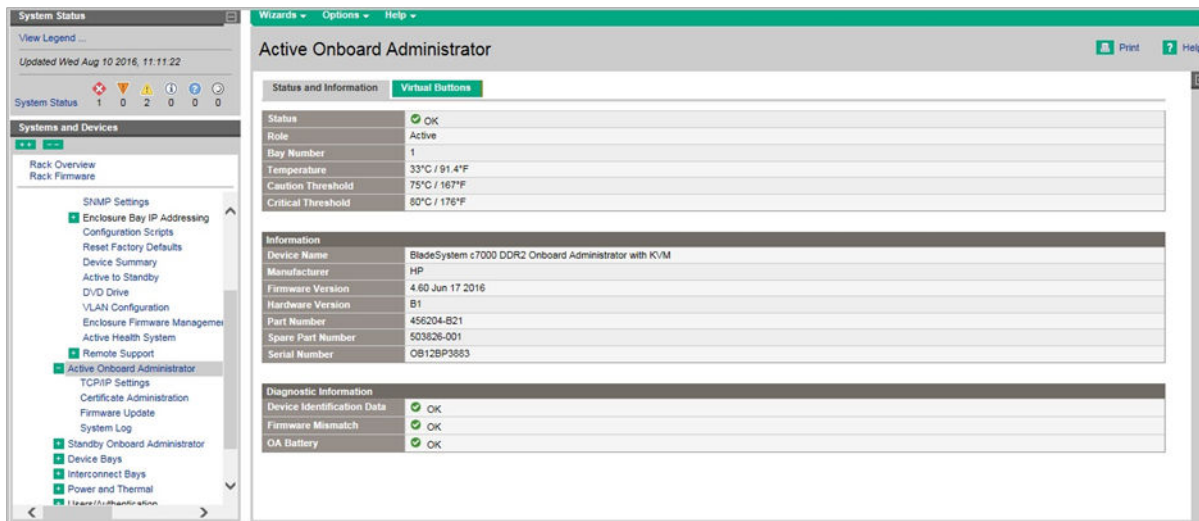 System Status
Wizards Options Help
View Legend ...
Active Onboard Administrator
Print
Updated Wed Aug 10 2016, 11:11:22
Status and Information Virtual Buttons
System Status 1 0 2 0 0 0
Status OK
Role Active
Bay Number 1
Temperature 33°C / 91.4°F
Caution Threshold 75°C / 167°F
Critical Threshold 80°C / 176°F
Systems and Devices
Rack Overview
Rack Firmware
SNMP Settings
Enclosure Bay IP Addressing
Configuration Scripts
Reset Factory Defaults
Device Summary
Active to Standby
DVD Drive
VLAN Configuration
Enclosure Firmware Managemen
Active Health System
Remote Support
Active Onboard Administrator
TCP/IP Settings
Certificate Administration
Firmware Update
System Log
Standby Onboard Administrator
Device Bays
Interconnect Bays
Power and Thermal
Users/Authentication
Information
Device Name BladeSystem c7000 DDR2 Onboard Administrator with KVM
Manufacturer HP
Firmware Version 4.60 Jun 17 2016
Hardware Version B1
Part Number 456204-B21
Spare Part Number 503826-001
Serial Number OB12BP3883
Diagnostic Information
Device Identification Data OK
Firmware Mismatch OK
OA Battery OK